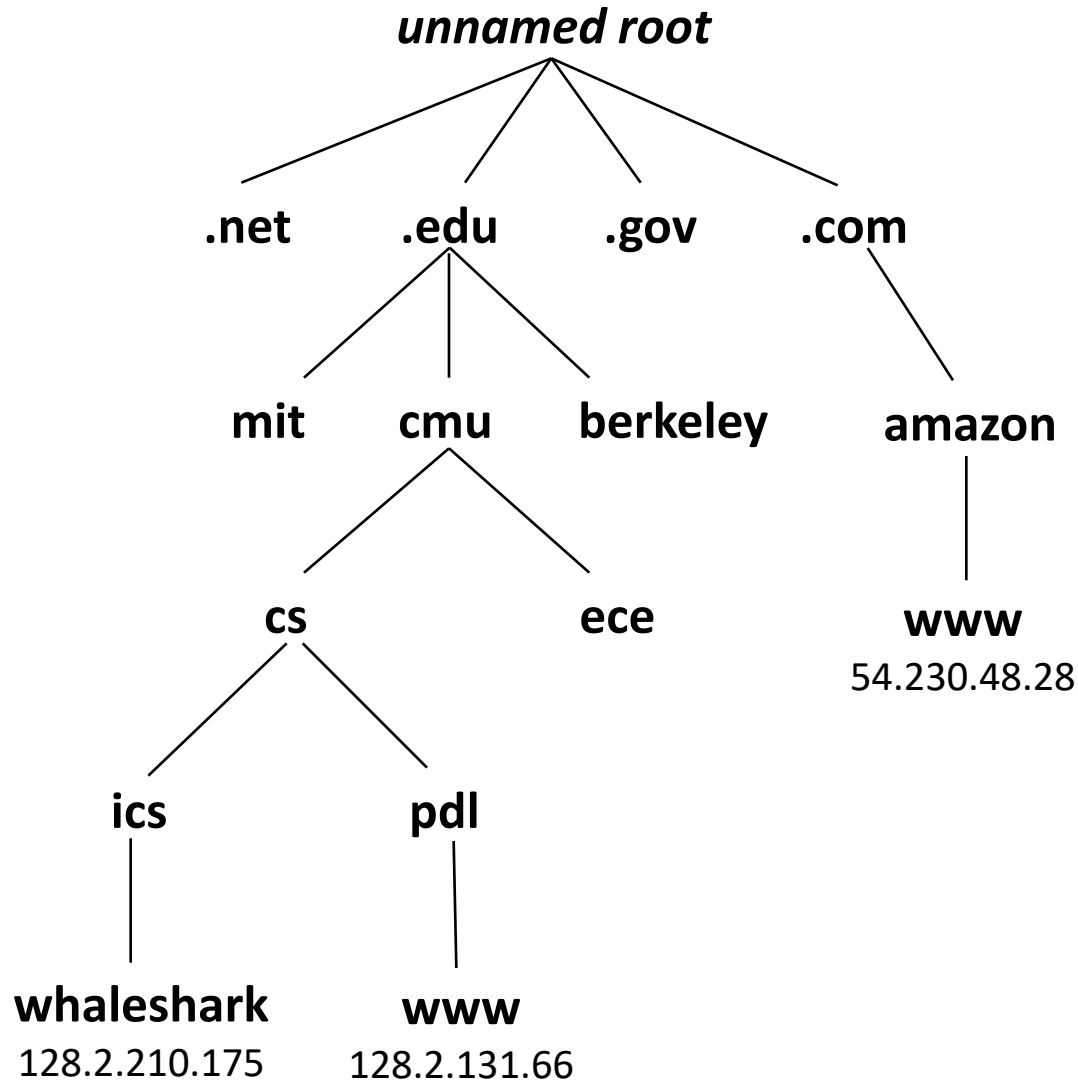 unnamed root
.net .edu .gov .com
mit cmu berkeley amazon
cs ece www
54.230.48.28
ics pdl
whaleshark www
128.2.210.175 128.2.131.66